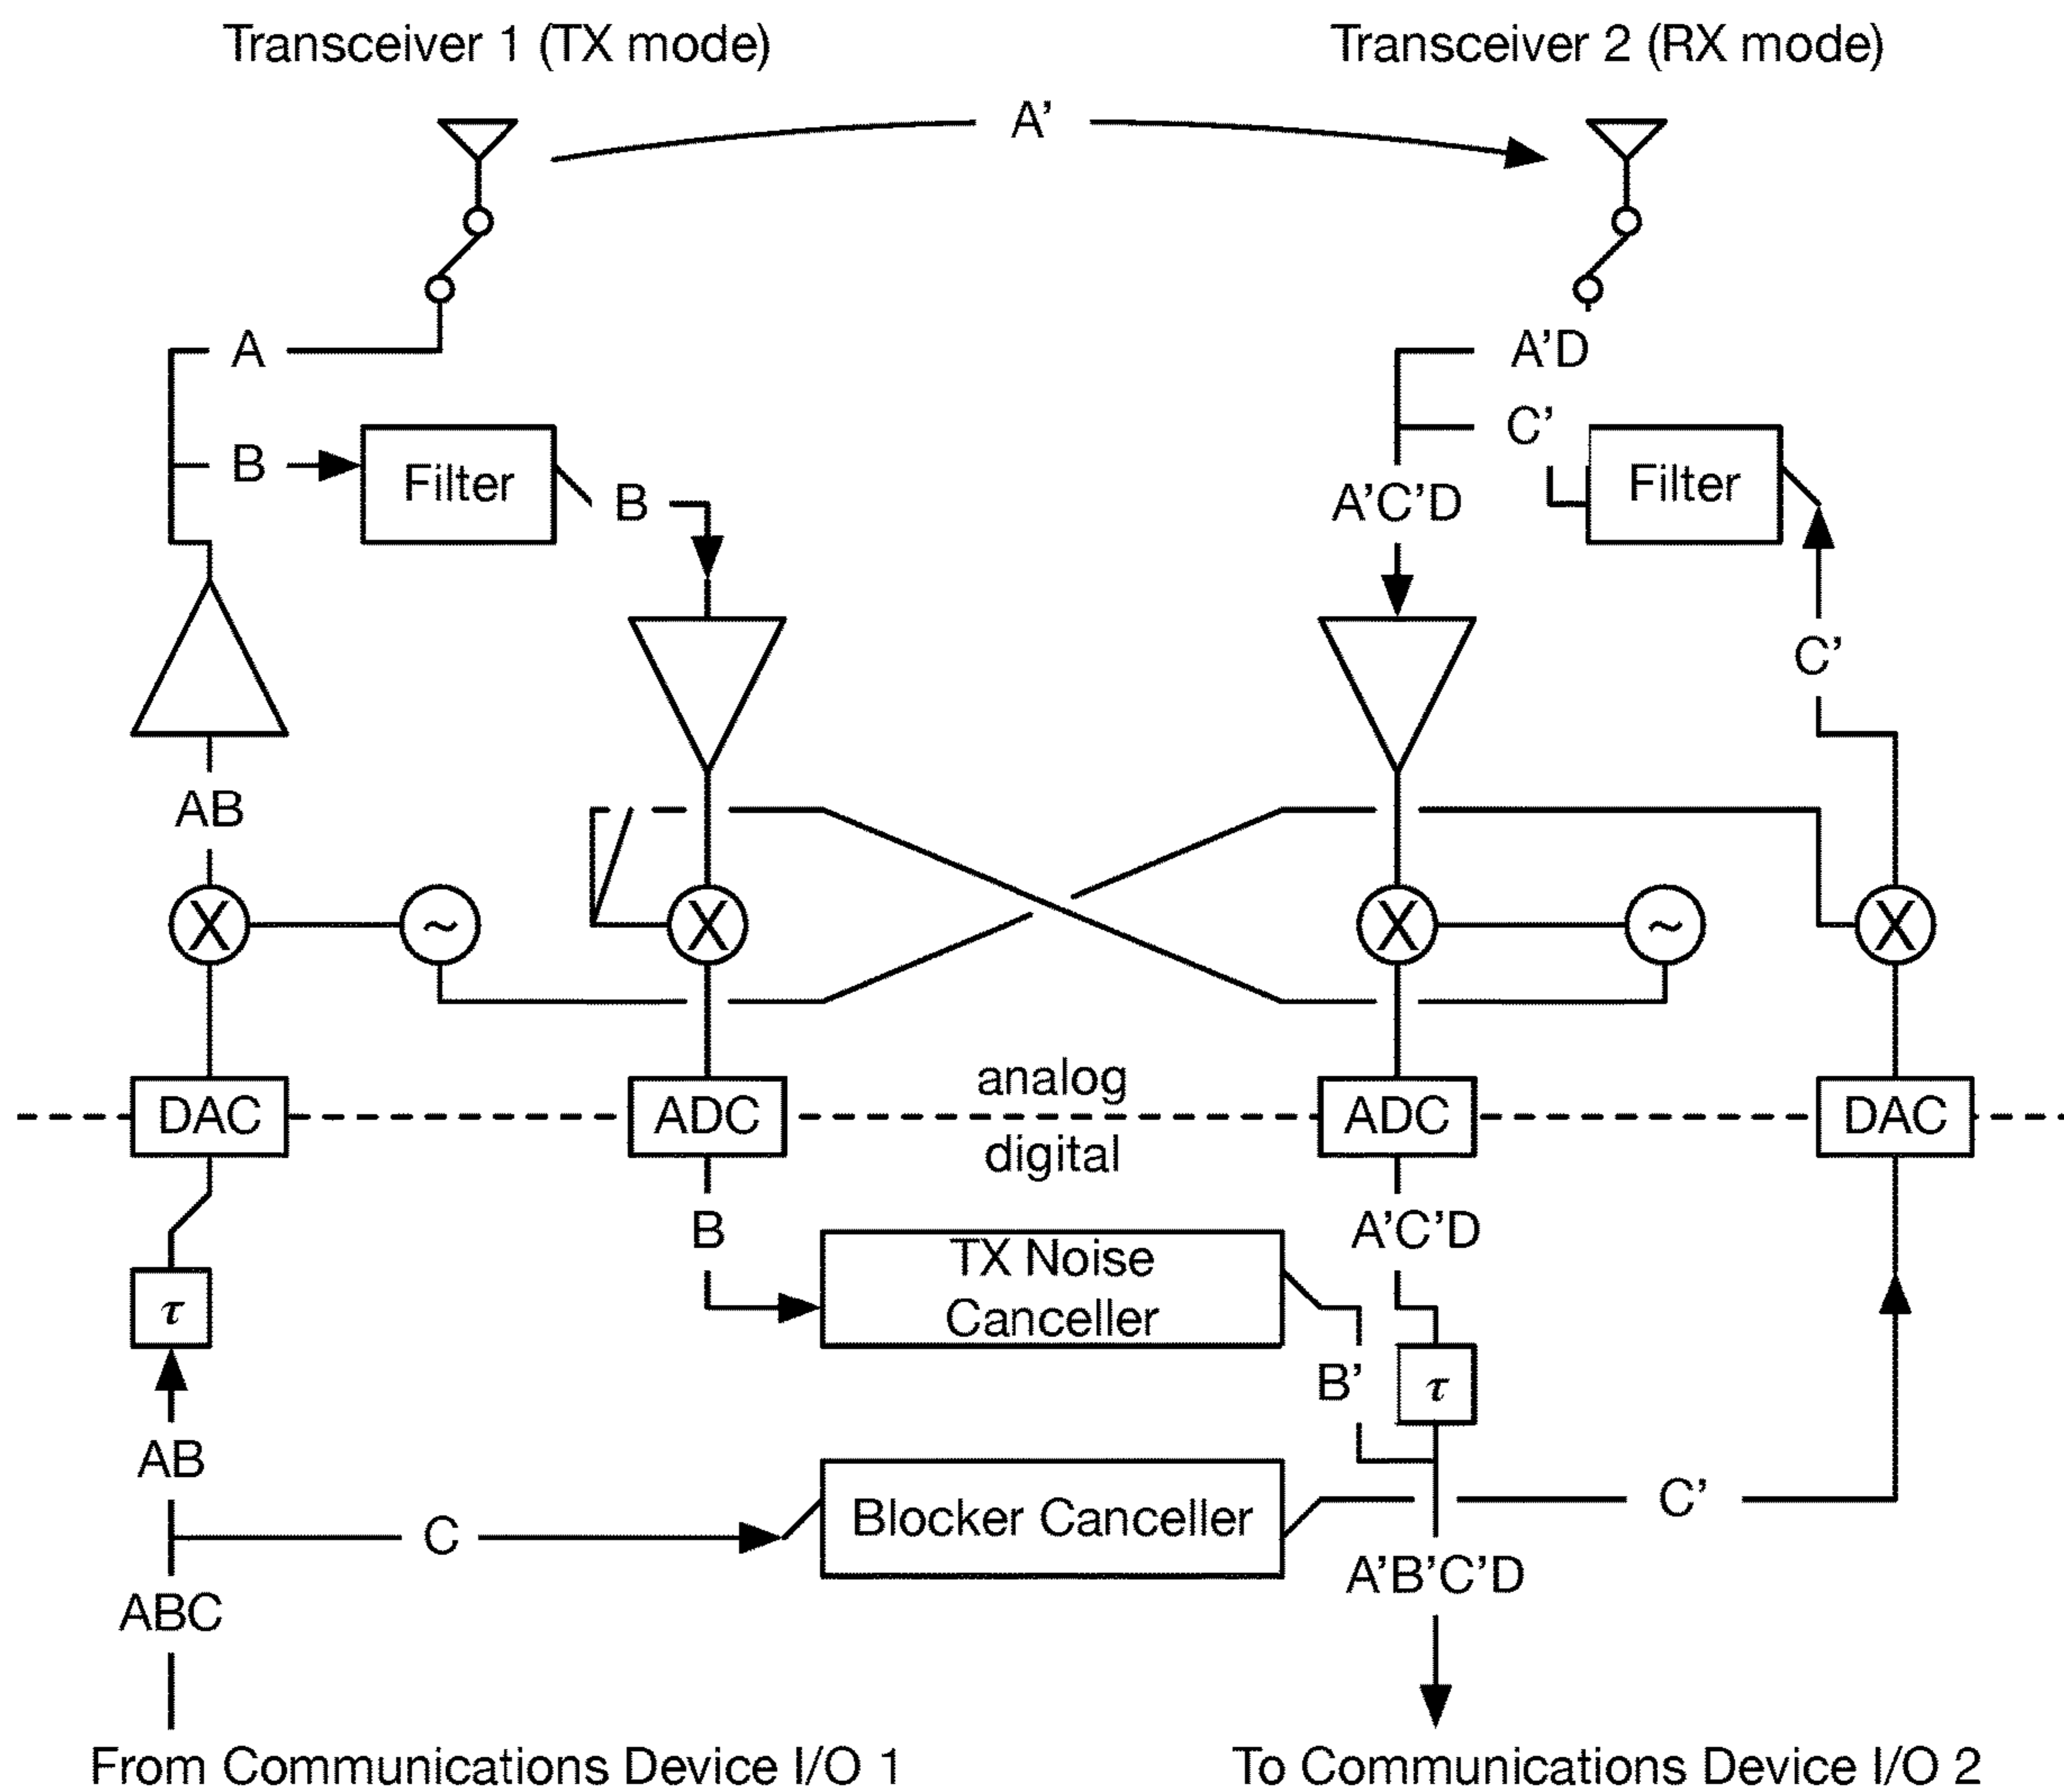 Transceiver 1 (TX mode)
Transceiver 2 (RX mode)
A'
A
A'D
B
Filter
B
C'
Filter
A'C'D
C'
AB
X
~
X
X
~
X
analog
DAC
ADC
ADC
DAC
digital
B
A'C'D
TX Noise
Canceller
τ
B'
τ
AB
C
Blocker Canceller
C'
A'B'C'D
ABC
From Communications Device I/O 1
To Communications Device I/O 2